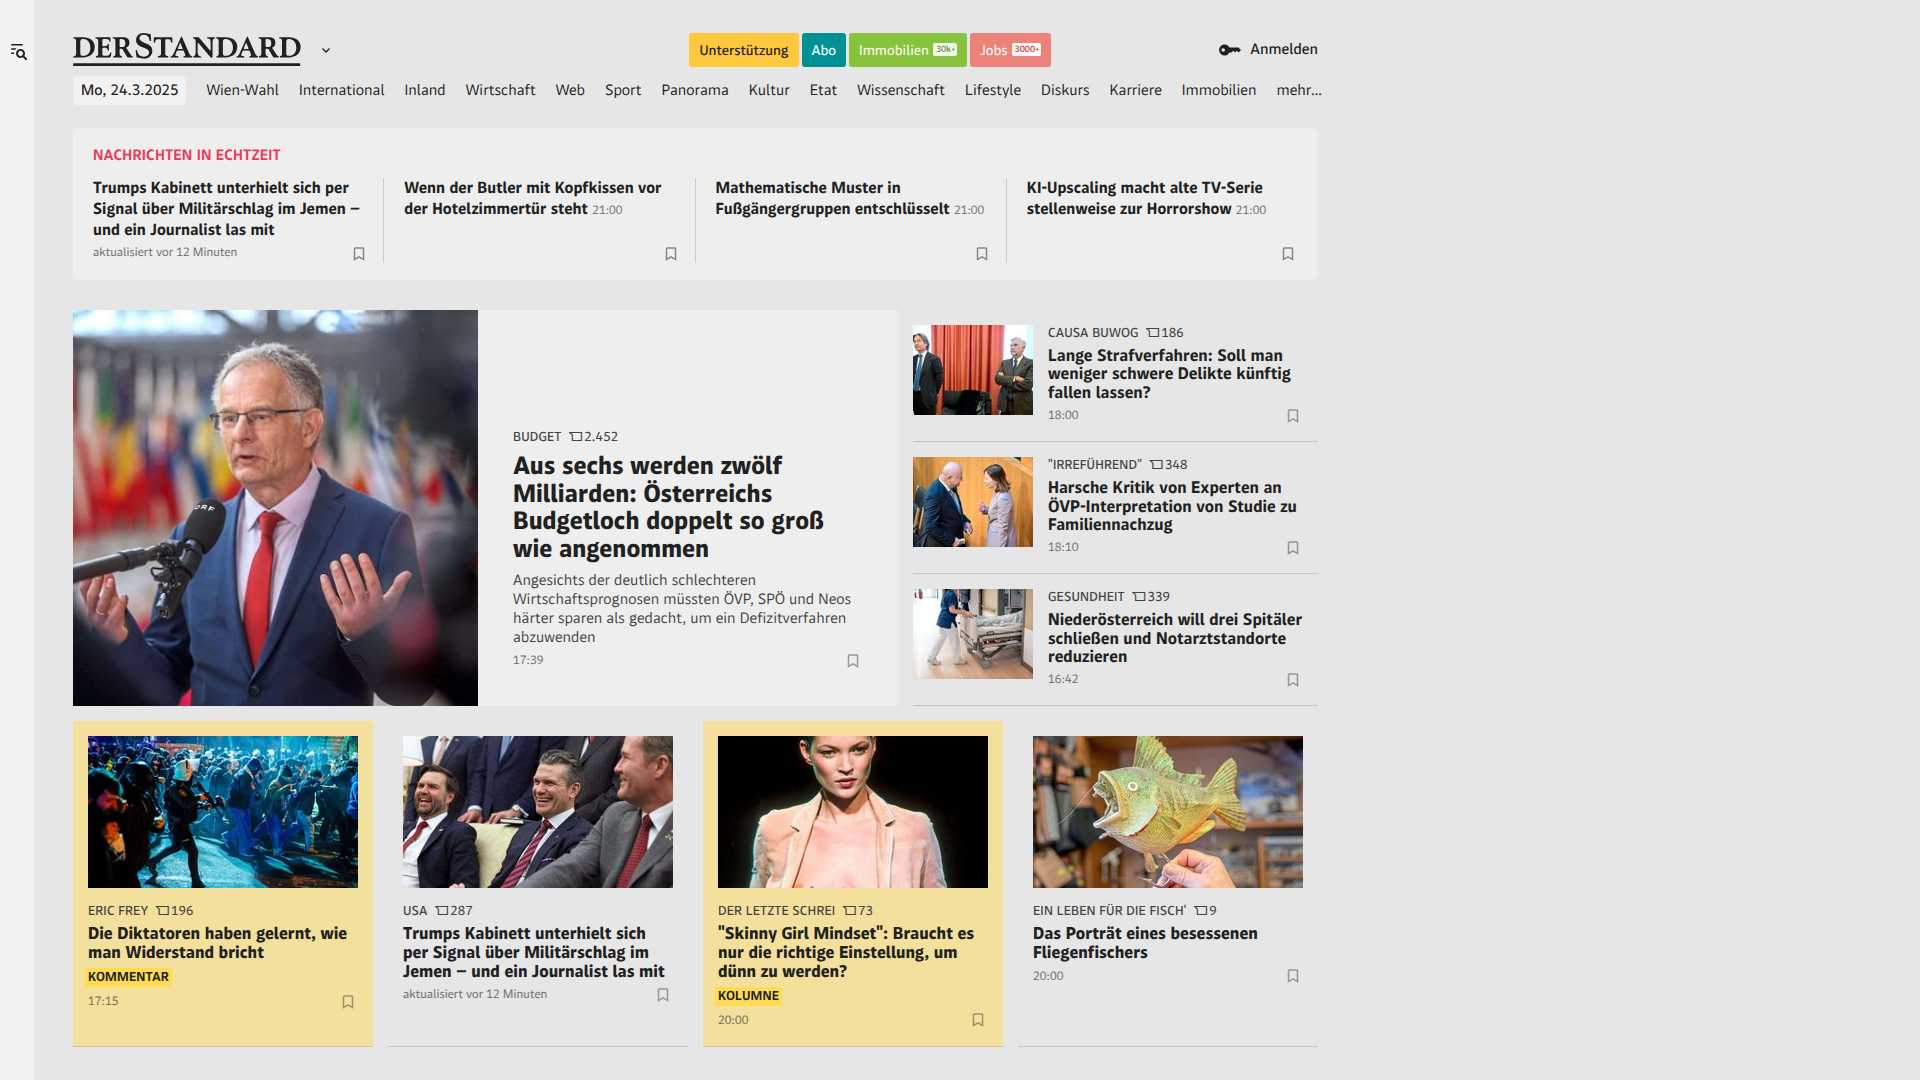 DERSTANDARD
Unterstützung
Abo
Immobilien 30k+
Jobs 3000+
Anmelden
Mo, 24.3.2025
Wien-Wahl
International
Inland
Wirtschaft
Web
Sport
Panorama
Kultur
Etat
Wissenschaft
Lifestyle
Diskurs
Karriere
Immobilien
mehr...
NACHRICHTEN IN ECHTZEIT
Trumps Kabinett unterhielt sich per
Signal über Militärschlag im Jemen –
und ein Journalist las mit
aktualisiert vor 12 Minuten
Wenn der Butler mit Kopfkissen vor
der Hotelzimmertür steht 21:00
Mathematische Muster in
Fußgängergruppen entschlüsselt 21:00
KI-Upscaling macht alte TV-Serie
stellenweise zur Horrorshow 21:00
ORF
BUDGET 2.452
Aus sechs werden zwölf
Milliarden: Österreichs
Budgetloch doppelt so groß
wie angenommen
Angesichts der deutlich schlechteren
Wirtschaftsprognosen müssten ÖVP, SPÖ und Neos
härter sparen als gedacht, um ein Defizitverfahren
abzuwenden
17:39
CAUSA BUWOG 186
Lange Strafverfahren: Soll man
weniger schwere Delikte künftig
fallen lassen?
18:00
"IRREFÜHREND" 348
Harsche Kritik von Experten an
ÖVP-Interpretation von Studie zu
Familiennachzug
18:10
GESUNDHEIT 339
Niederösterreich will drei Spitäler
schließen und Notarztstandorte
reduzieren
16:42
ERIC FREY 196
Die Diktatoren haben gelernt, wie
man Widerstand bricht
KOMMENTAR
17:15
USA 287
Trumps Kabinett unterhielt sich
per Signal über Militärschlag im
Jemen – und ein Journalist las mit
aktualisiert vor 12 Minuten
DER LETZTE SCHREI 73
"Skinny Girl Mindset": Braucht es
nur die richtige Einstellung, um
dünn zu werden?
KOLUMNE
20:00
EIN LEBEN FÜR DIE FISCH' 9
Das Porträt eines besessenen
Fliegenfischers
20:00